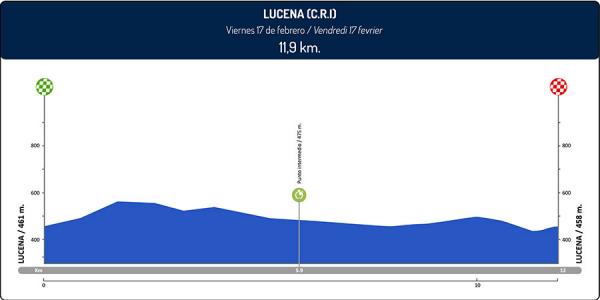 LUCENA (C.R.I)
Viernes 17 de febrero / Vendredi 17 fevrier
11,9 km.
Punto intermedio / 475 m.
800
600
400
800
600
400
LUCENA / 461 m.
LUCENA / 458 m.
Km
5.9
12
0
10